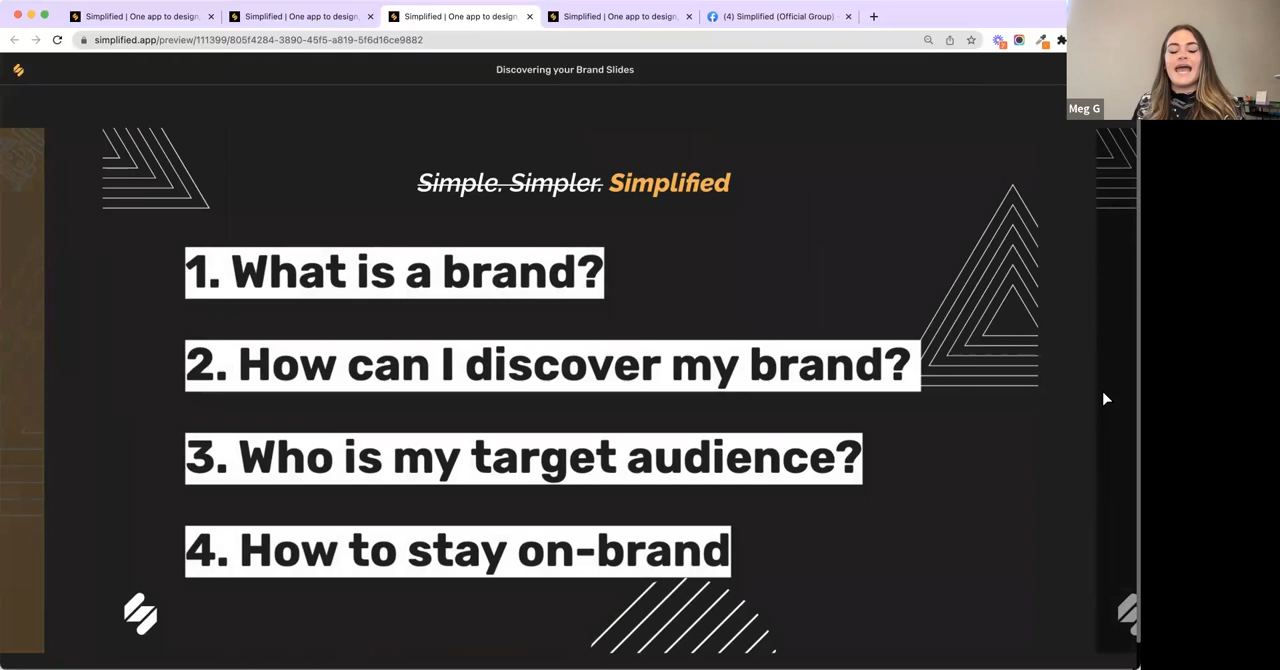 Simplified | One app to design,
Simplified | One app to design,
Simplified | One app to design,
Simplified | One app to design,
(4) Simplified (Official Group)
simplified.app/preview/111399/805f4284-3890-45f5-a819-5f6d16ce9882
Discovering your Brand Slides
Meg G
Simple. Simpler. Simplified
1. What is a brand?
2. How can I discover my brand?
3. Who is my target audience?
4. How to stay on-brand